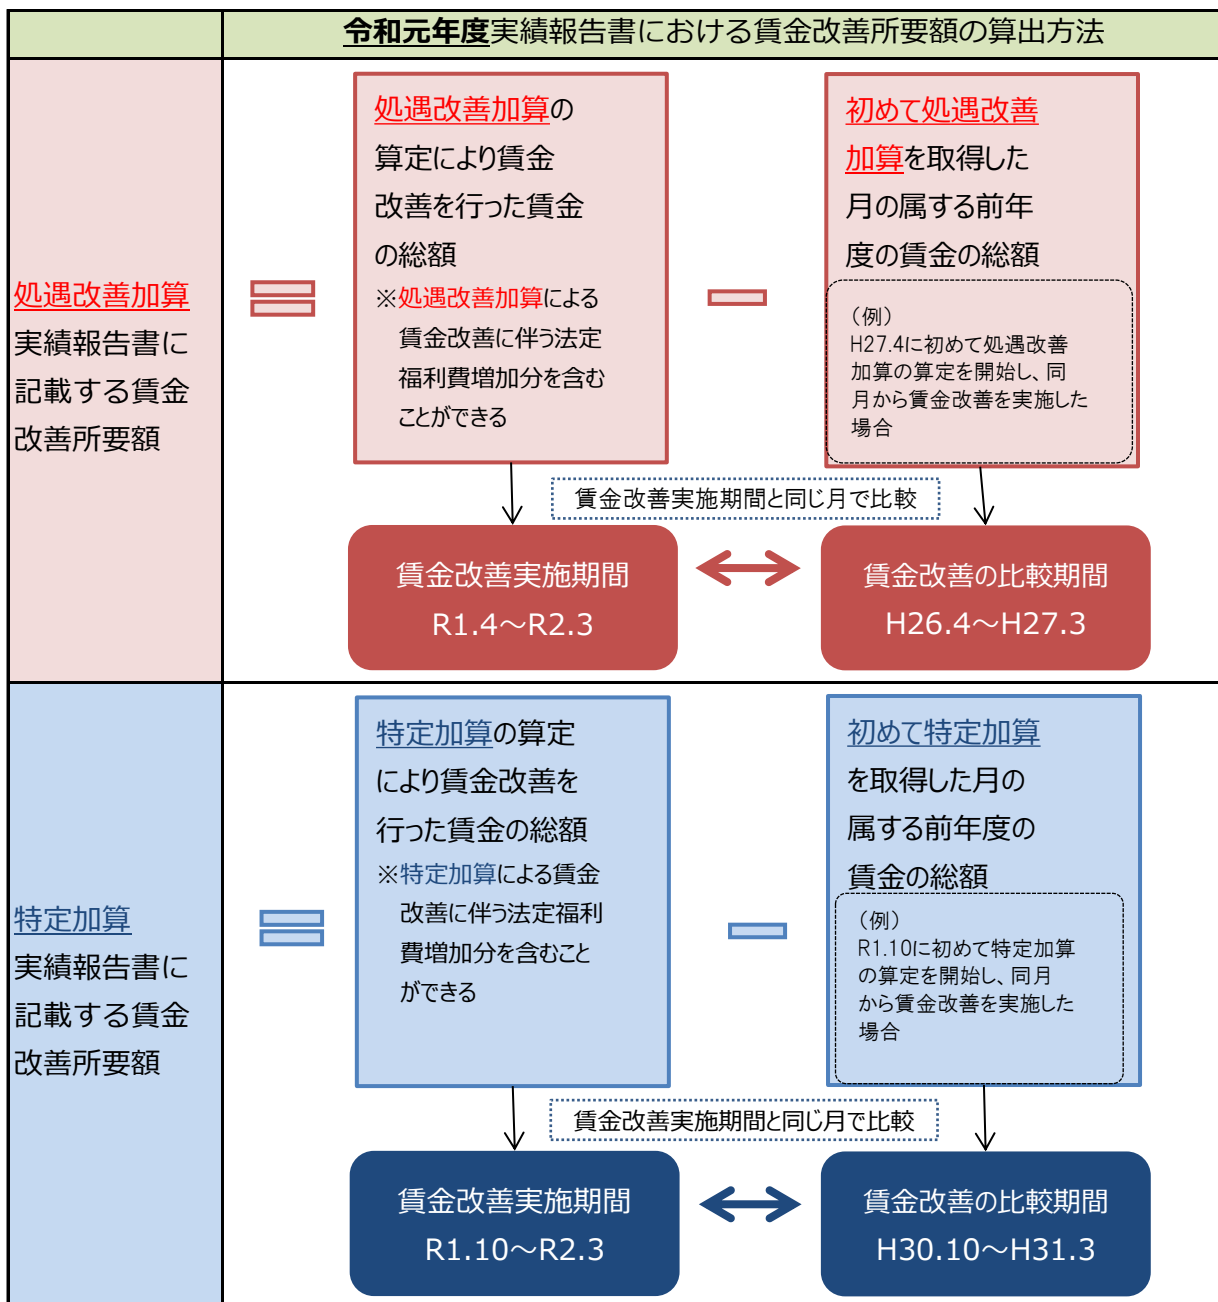 令和元年度実績報告書における賃金改善所要額の算出方法
処遇改善加算
実績報告書に
記載する賃金
改善所要額
処遇改善加算の
算定により賃金
改善を行った賃金
の総額
※処遇改善加算による
賃金改善に伴う法定
福利費増加分を含む
ことができる
初めて処遇改善
加算を取得した
月の属する前年
度の賃金の総額
（例）
H27.4に初めて処遇改善
加算の算定を開始し、同
月から賃金改善を実施した
場合
賃金改善実施期間と同じ月で比較
賃金改善実施期間
R1.4～R2.3
賃金改善の比較期間
H26.4～H27.3
特定加算
実績報告書に
記載する賃金
改善所要額
特定加算の算定
により賃金改善を
行った賃金の総額
※特定加算による賃金
改善に伴う法定福利
費増加分を含むこと
ができる
初めて特定加算
を取得した月の
属する前年度の
賃金の総額
（例）
R1.10に初めて特定加算
の算定を開始し、同月
から賃金改善を実施した
場合
賃金改善実施期間と同じ月で比較
賃金改善実施期間
R1.10～R2.3
賃金改善の比較期間
H30.10～H31.3